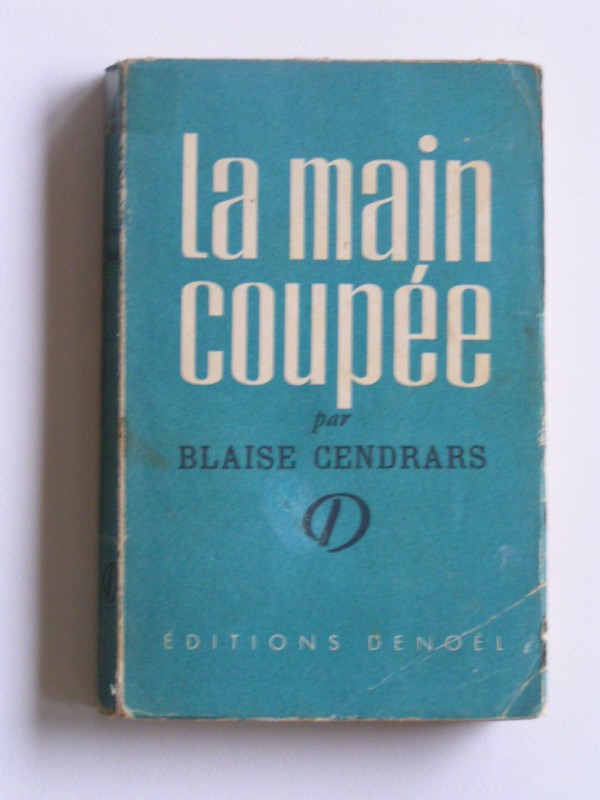 la main
coupée
par
BLAISE CENDRARS
D
ÉDITIONS DENOËL
D